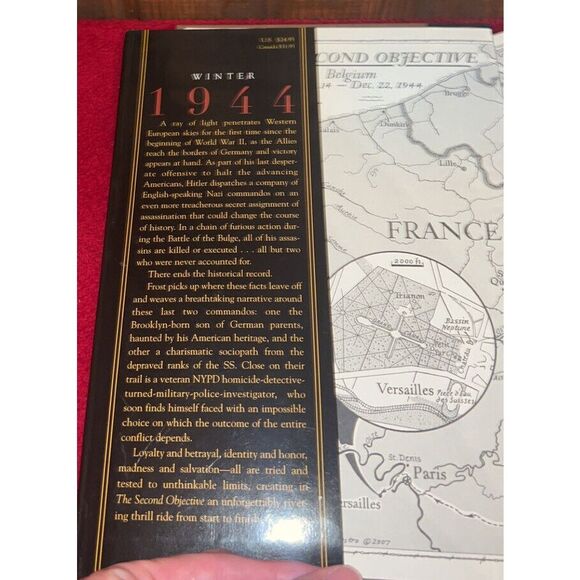 U.S. $24.95
Canada $31.95
WINTER
1944
A ray of light penetrates Western
European skies for the first time since the
beginning of World War II, as the Allies
reach the borders of Germany and victory
appears at hand. As part of his last desper-
ate offensive to halt the advancing
Americans, Hitler dispatches a company of
English-speaking Nazi commandos on an
even more treacherous secret assignment of
assassination that could change the course
of history. In a chain of furious action dur-
ing the Battle of the Bulge, all of his assas-
sins are killed or executed . . . all but two
who were never accounted for.
There ends the historical record.
Frost picks up where these facts leave off
and weaves a breathtaking narrative around
these last two commandos: one the
Brooklyn-born son of German parents,
haunted by his American heritage, and the
other a charismatic sociopath from the
depraved ranks of the SS. Close on their
trail is a veteran NYPD homicide-detective-
turned-military-police-investigator, who
soon finds himself faced with an impossible
choice on which the outcome of the entire
conflict depends.
Loyalty and betrayal, identity and honor,
madness and salvation—all are tried and
tested to unthinkable limits, creating in
The Second Objective an unforgettably rivet-
ing thrill ride from start to
COND OBJECTIVE
Belgium
14 — Dec. 22, 1944
Brugge
Dunkirk
alais
Lille
FRANCE
2000 ft.
Trianon
Grand Canal
Bassin
Neptune
Chateau
Versailles
Pièce d'Eau
des Suisses
St. Denis
Paris
ersailles
©2007